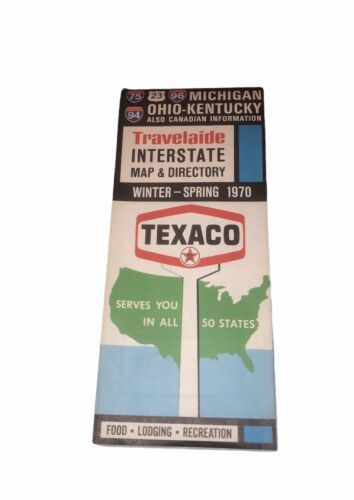 75 23 96 MICHIGAN
94 OHIO-KENTUCKY
ALSO CANADIAN INFORMATION
Travelaide
INTERSTATE
MAP & DIRECTORY
WINTER – SPRING 1970
TEXACO
SERVES YOU
IN ALL 50 STATES
FOOD • LODGING • RECREATION